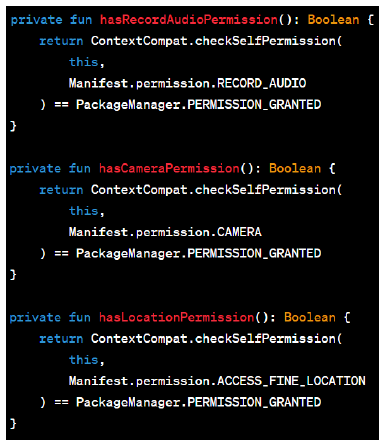 private fun hasRecordAudioPermission(): Boolean {
    return ContextCompat.checkSelfPermission(
        this,
        Manifest.permission.RECORD_AUDIO
    ) == PackageManager.PERMISSION_GRANTED
}

private fun hasCameraPermission(): Boolean {
    return ContextCompat.checkSelfPermission(
        this,
        Manifest.permission.CAMERA
    ) == PackageManager.PERMISSION_GRANTED
}

private fun hasLocationPermission(): Boolean {
    return ContextCompat.checkSelfPermission(
        this,
        Manifest.permission.ACCESS_FINE_LOCATION
    ) == PackageManager.PERMISSION_GRANTED
}